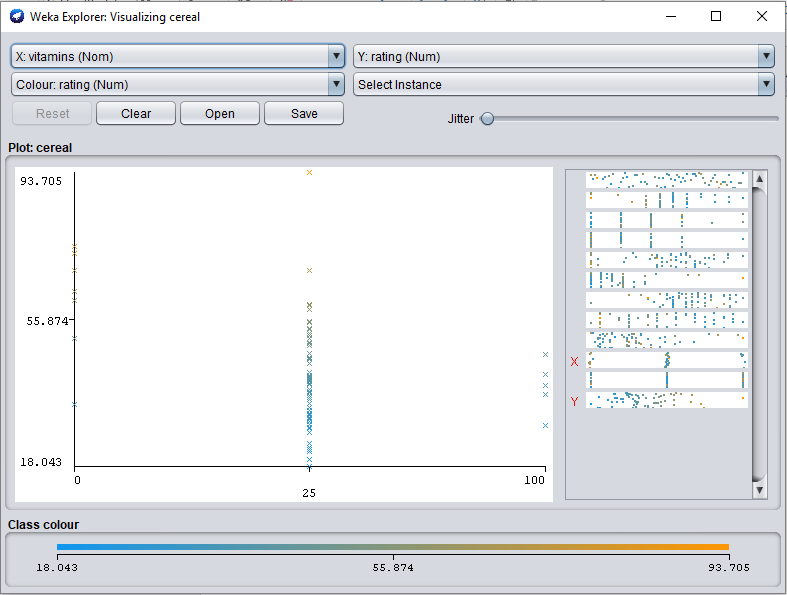 Weka Explorer: Visualizing cereal
X: vitamins (Nom)
Y: rating (Num)
Colour: rating (Num)
Select Instance
Reset
Clear
Open
Save
Jitter
Plot: cereal
93.705
55.874
18.043
0
25
100
X
Y
Class colour
18.043
55.874
93.705